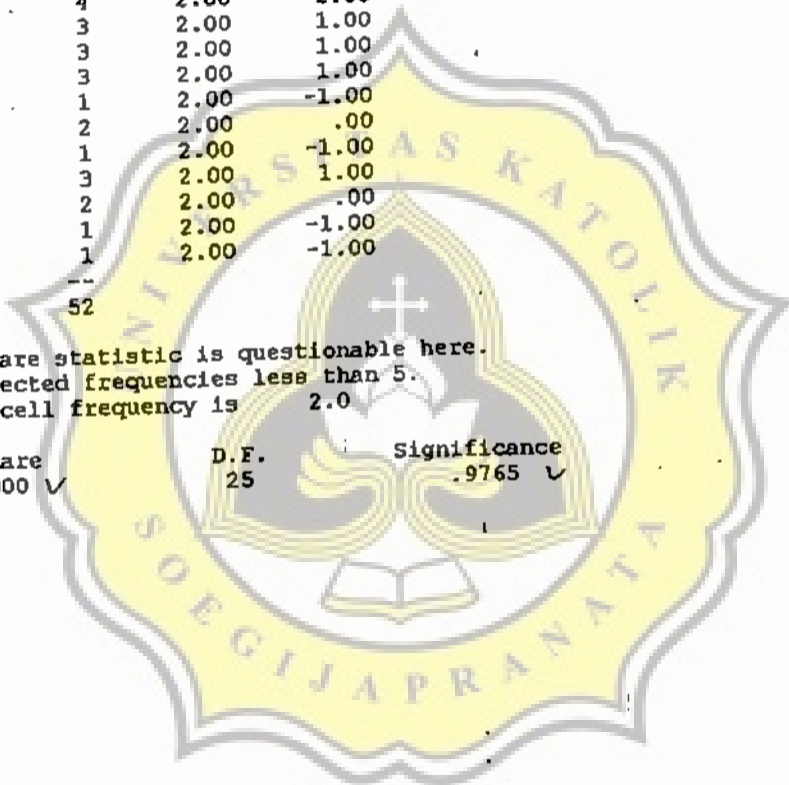 4 2.00 2.00
3 2.00 1.00
3 2.00 1.00
3 2.00 1.00
1 2.00 -1.00
2 2.00 .00
1 2.00 -1.00
3 2.00 1.00
2 2.00 .00
1 2.00 -1.00
1 2.00 -1.00
--
52
are statistic is questionable here.
ected frequencies less than 5.
cell frequency is 2.0
are D.F. Significance
00 ✓ 25 .9765 ✓
UNIVERSITAS KATOLIK
SOEGIJAPRANATA